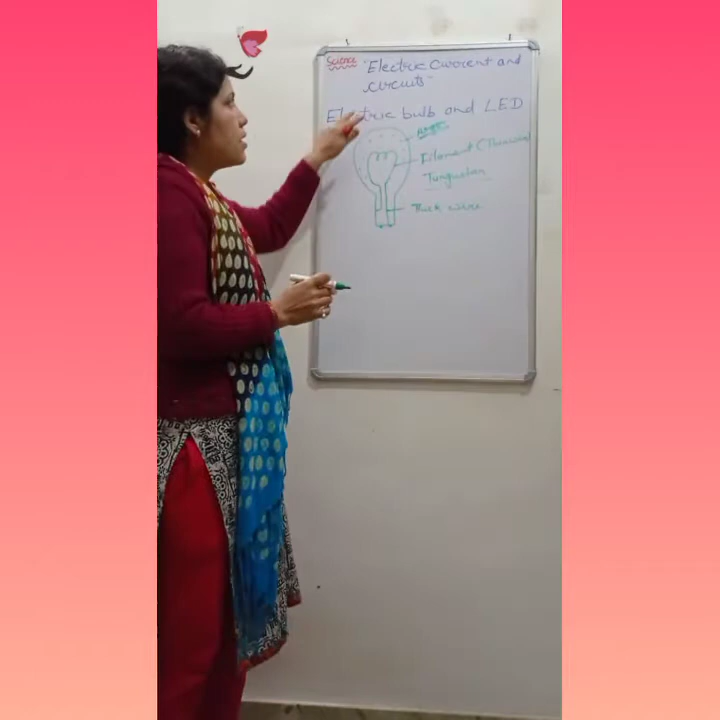 Science "Electric Current and
circuits"
Electric bulb and LED
Filament
Tungsten
Thick wire